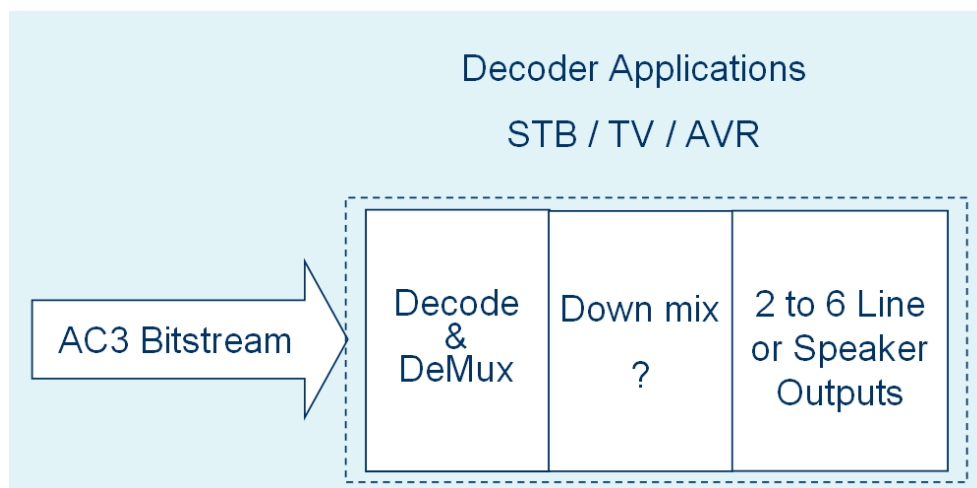 Decoder Applications
STB / TV / AVR
AC3 Bitstream
Decode
&
DeMux
Down mix
?
2 to 6 Line
or Speaker
Outputs